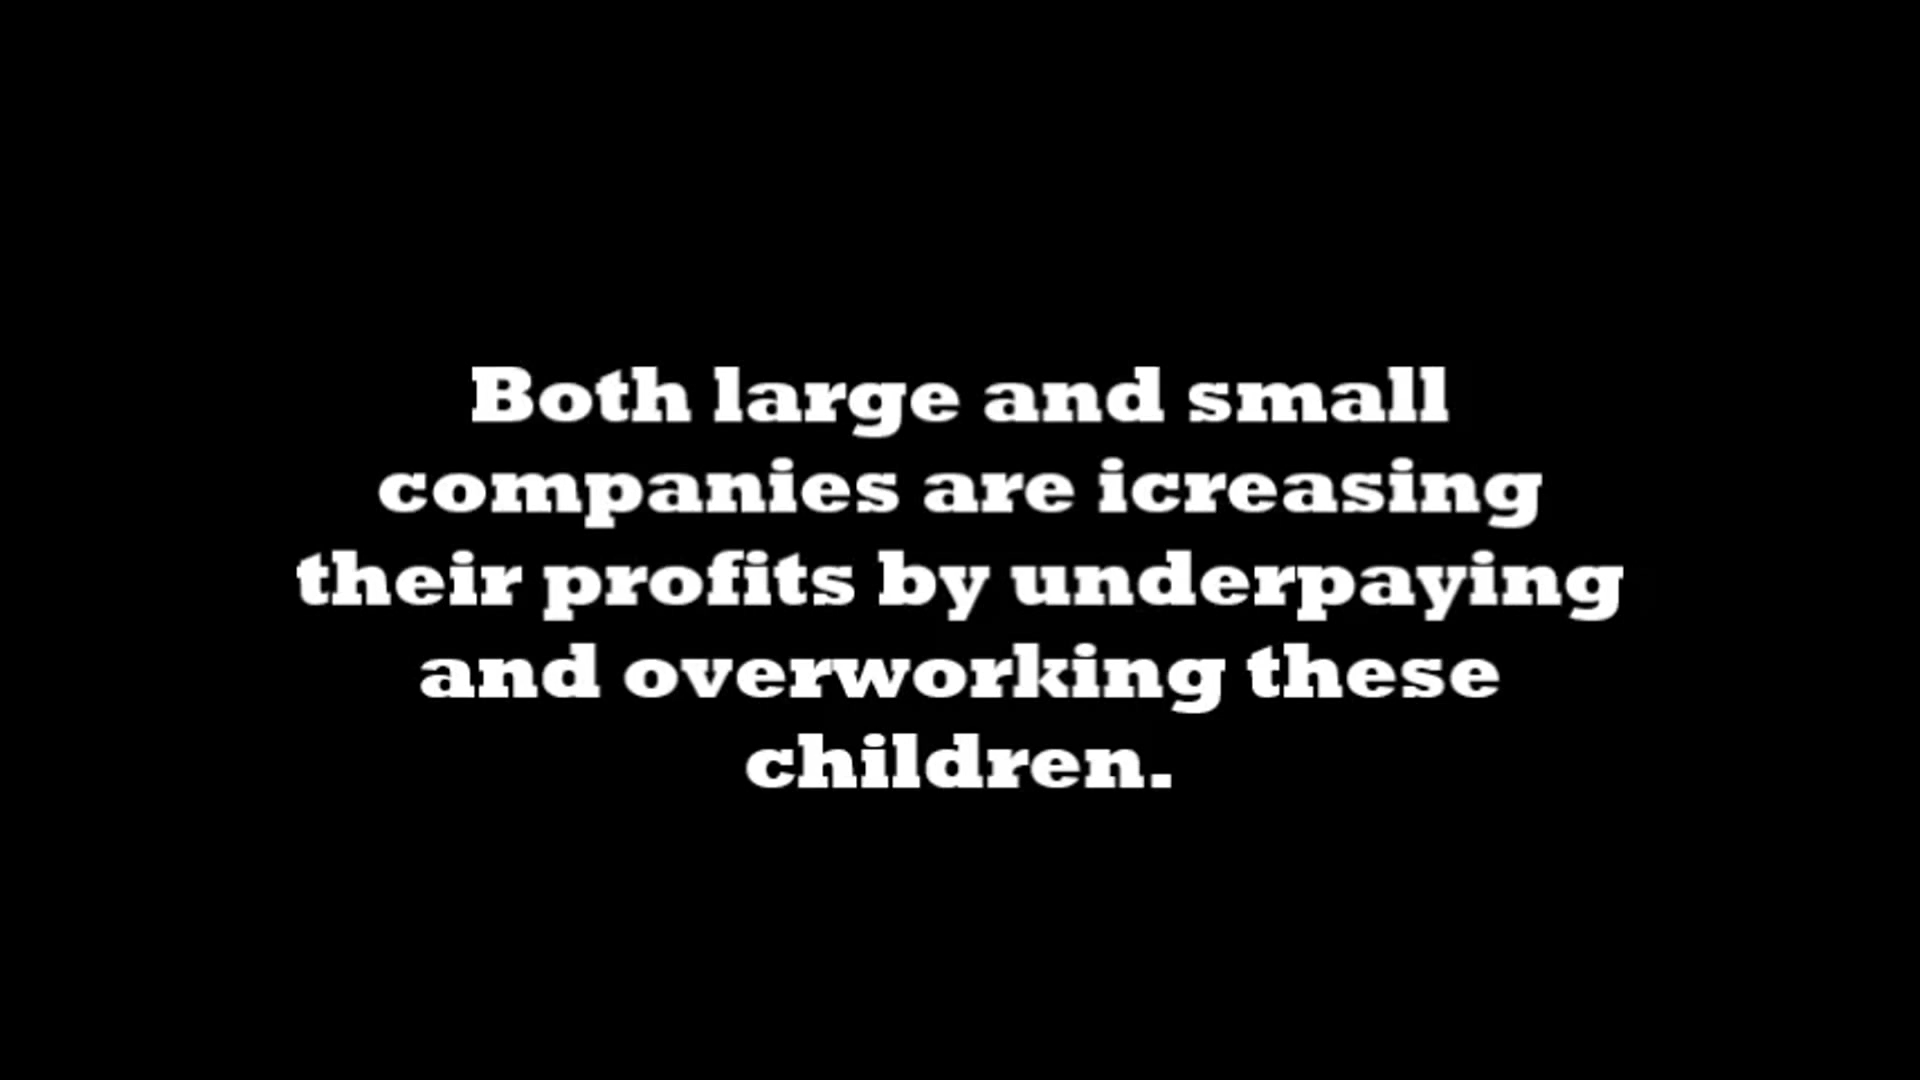 Both large and small
companies are icreasing
their profits by underpaying
and overworking these
children.